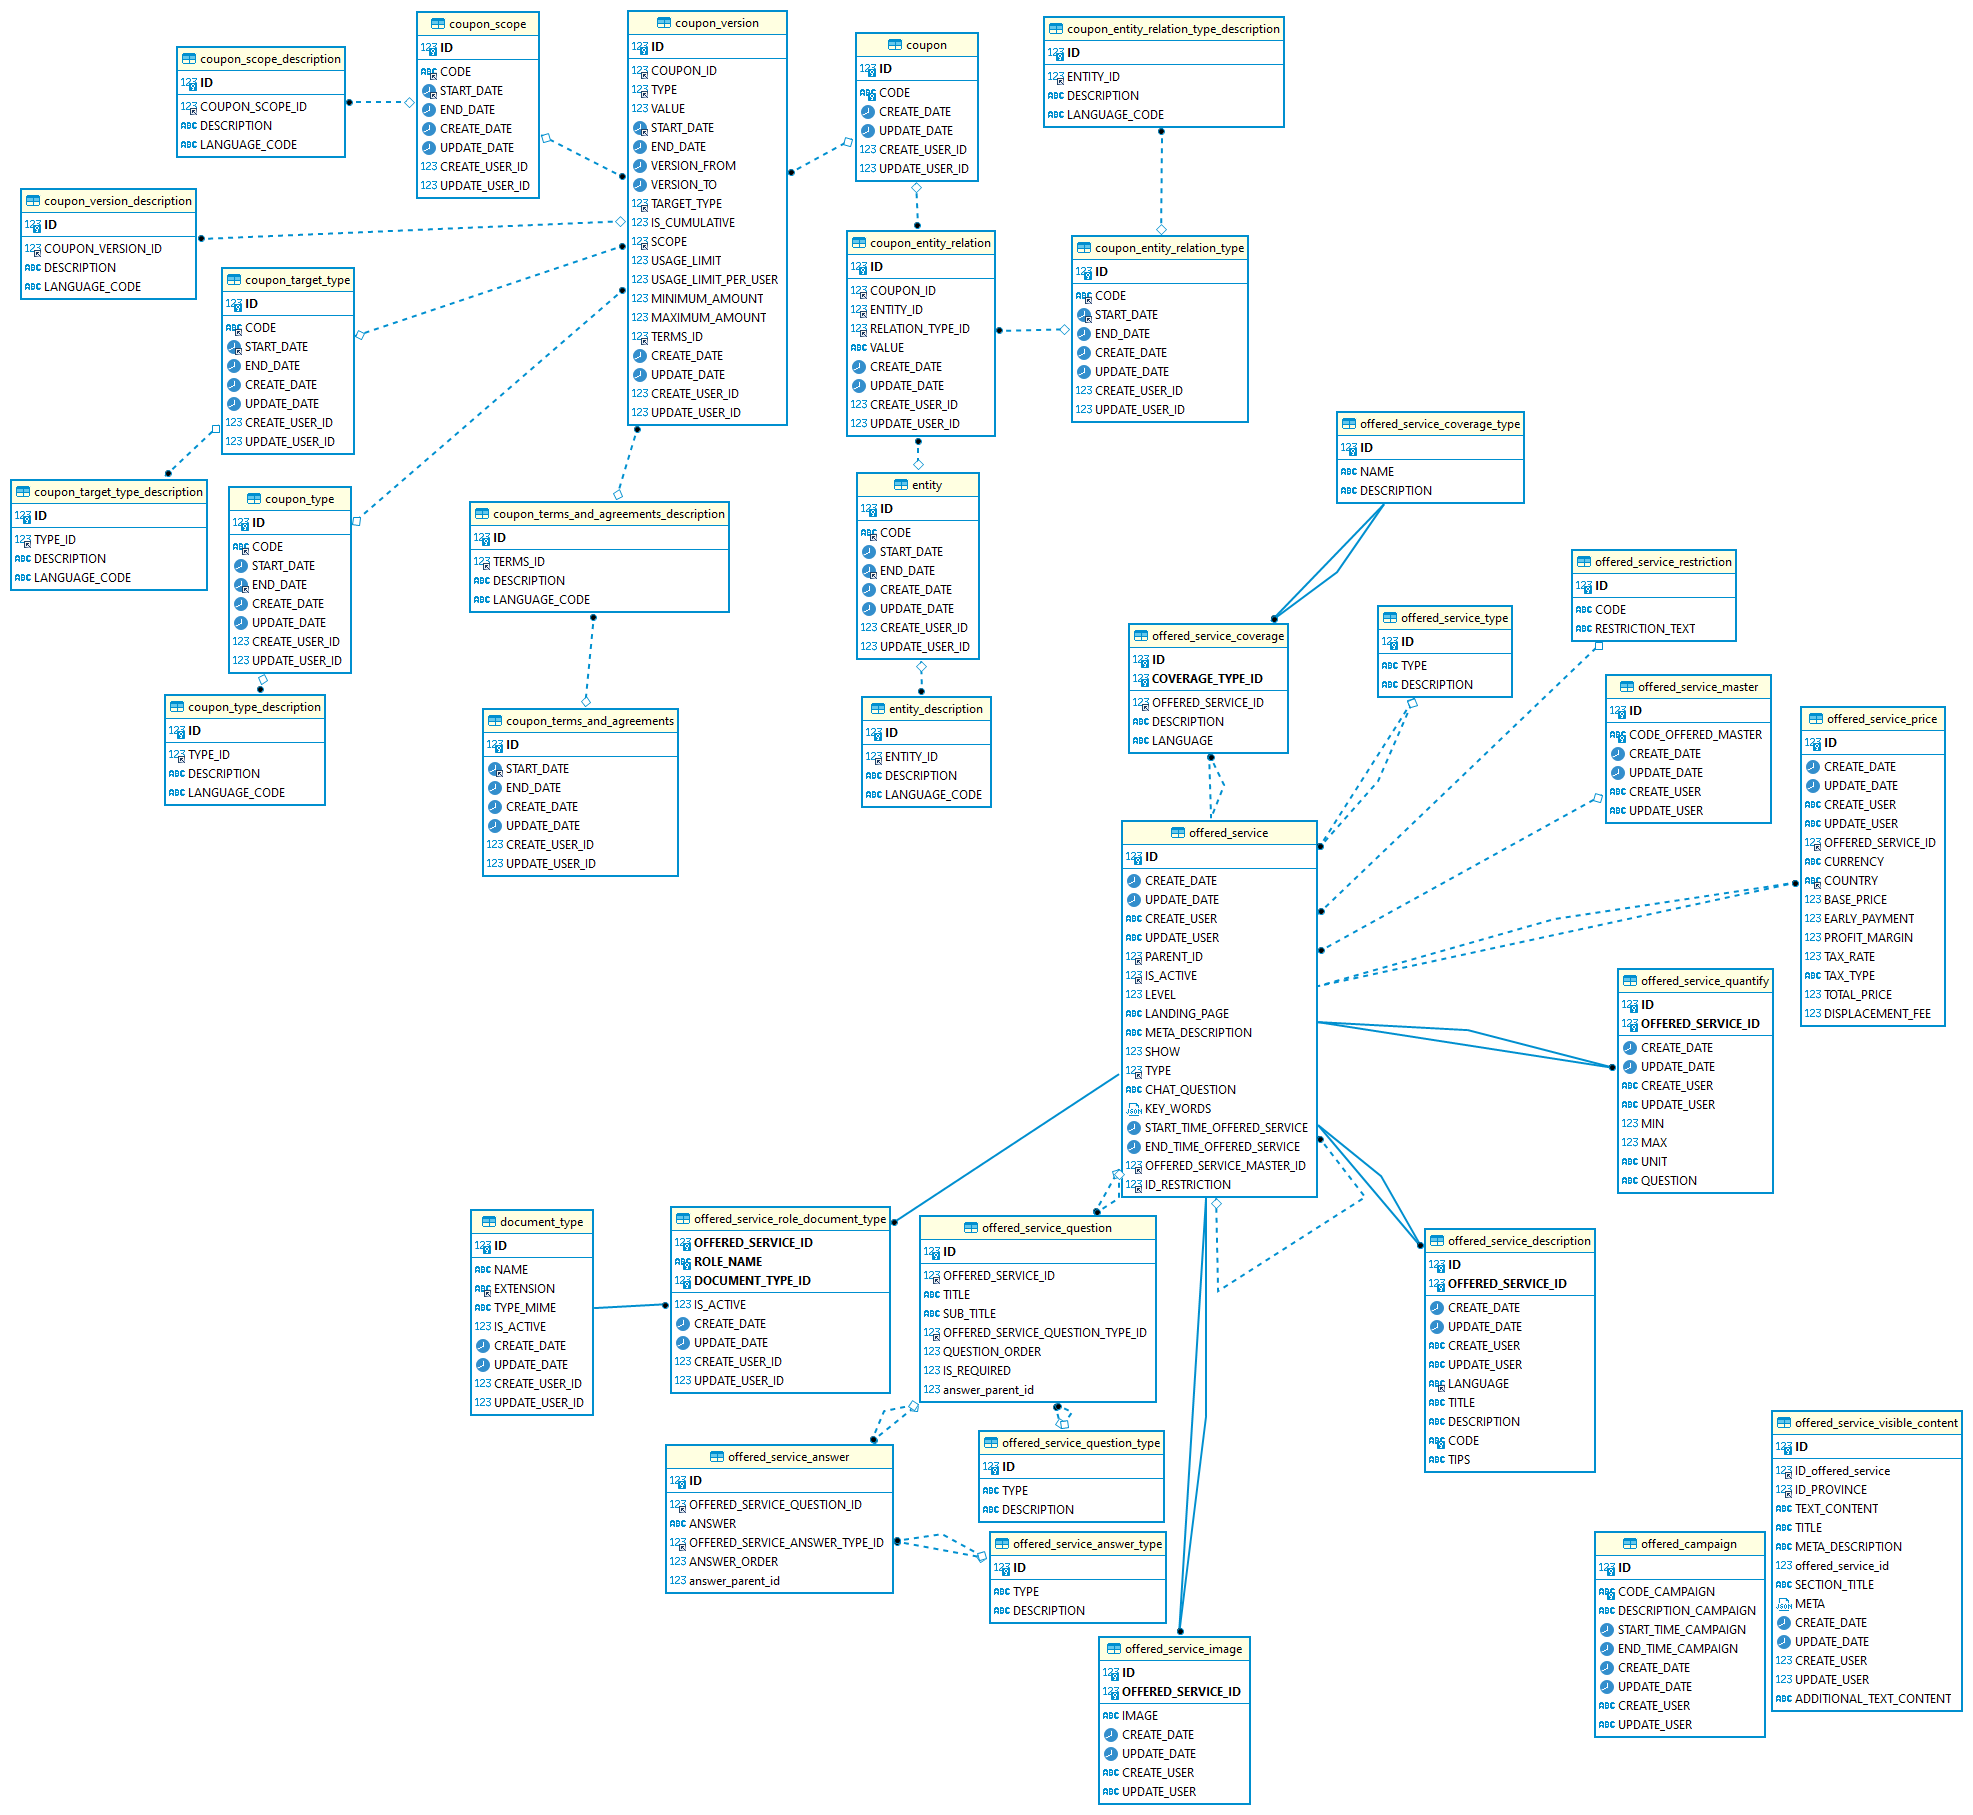 coupon_scope
ID
CODE
START_DATE
END_DATE
CREATE_DATE
UPDATE_DATE
CREATE_USER_ID
UPDATE_USER_ID
coupon_version
ID
COUPON_ID
TYPE
VALUE
START_DATE
END_DATE
VERSION_FROM
VERSION_TO
TARGET_TYPE
IS_CUMULATIVE
SCOPE
USAGE_LIMIT
USAGE_LIMIT_PER_USER
MINIMUM_AMOUNT
MAXIMUM_AMOUNT
TERMS_ID
CREATE_DATE
UPDATE_DATE
CREATE_USER_ID
UPDATE_USER_ID
coupon
ID
CODE
CREATE_DATE
UPDATE_DATE
CREATE_USER_ID
UPDATE_USER_ID
coupon_entity_relation_type_description
ID
ENTITY_ID
DESCRIPTION
LANGUAGE_CODE
coupon_scope_description
ID
COUPON_SCOPE_ID
DESCRIPTION
LANGUAGE_CODE
coupon_version_description
ID
COUPON_VERSION_ID
DESCRIPTION
LANGUAGE_CODE
coupon_target_type
ID
CODE
START_DATE
END_DATE
CREATE_DATE
UPDATE_DATE
CREATE_USER_ID
UPDATE_USER_ID
coupon_entity_relation
ID
COUPON_ID
ENTITY_ID
RELATION_TYPE_ID
VALUE
CREATE_DATE
UPDATE_DATE
CREATE_USER_ID
UPDATE_USER_ID
coupon_entity_relation_type
ID
CODE
START_DATE
END_DATE
CREATE_DATE
UPDATE_DATE
CREATE_USER_ID
UPDATE_USER_ID
coupon_target_type_description
ID
TYPE_ID
DESCRIPTION
LANGUAGE_CODE
coupon_type
ID
CODE
START_DATE
END_DATE
CREATE_DATE
UPDATE_DATE
CREATE_USER_ID
UPDATE_USER_ID
coupon_terms_and_agreements_description
ID
TERMS_ID
DESCRIPTION
LANGUAGE_CODE
entity
ID
CODE
START_DATE
END_DATE
CREATE_DATE
UPDATE_DATE
CREATE_USER_ID
UPDATE_USER_ID
offered_service_coverage_type
ID
NAME
DESCRIPTION
offered_service_restriction
ID
CODE
RESTRICTION_TEXT
offered_service_type
ID
TYPE
DESCRIPTION
offered_service_coverage
ID
COVERAGE_TYPE_ID
OFFERED_SERVICE_ID
DESCRIPTION
LANGUAGE
offered_service_master
ID
CODE_OFFERED_MASTER
CREATE_DATE
UPDATE_DATE
CREATE_USER
UPDATE_USER
coupon_type_description
ID
TYPE_ID
DESCRIPTION
LANGUAGE_CODE
coupon_terms_and_agreements
ID
START_DATE
END_DATE
CREATE_DATE
UPDATE_DATE
CREATE_USER_ID
UPDATE_USER_ID
entity_description
ID
ENTITY_ID
DESCRIPTION
LANGUAGE_CODE
offered_service_price
ID
CREATE_DATE
UPDATE_DATE
CREATE_USER
UPDATE_USER
OFFERED_SERVICE_ID
CURRENCY
COUNTRY
BASE_PRICE
EARLY_PAYMENT
PROFIT_MARGIN
TAX_RATE
TAX_TYPE
TOTAL_PRICE
DISPLACEMENT_FEE
offered_service
ID
CREATE_DATE
UPDATE_DATE
CREATE_USER
UPDATE_USER
PARENT_ID
IS_ACTIVE
LEVEL
LANDING_PAGE
META_DESCRIPTION
SHOW
TYPE
CHAT_QUESTION
KEY_WORDS
START_TIME_OFFERED_SERVICE
END_TIME_OFFERED_SERVICE
OFFERED_SERVICE_MASTER_ID
ID_RESTRICTION
offered_service_quantify
ID
OFFERED_SERVICE_ID
CREATE_DATE
UPDATE_DATE
CREATE_USER
UPDATE_USER
MIN
MAX
UNIT
QUESTION
document_type
ID
NAME
EXTENSION
TYPE_MIME
IS_ACTIVE
CREATE_DATE
UPDATE_DATE
CREATE_USER_ID
UPDATE_USER_ID
offered_service_role_document_type
OFFERED_SERVICE_ID
ROLE_NAME
DOCUMENT_TYPE_ID
IS_ACTIVE
CREATE_DATE
UPDATE_DATE
CREATE_USER_ID
UPDATE_USER_ID
offered_service_question
ID
OFFERED_SERVICE_ID
TITLE
SUB_TITLE
OFFERED_SERVICE_QUESTION_TYPE_ID
QUESTION_ORDER
IS_REQUIRED
answer_parent_id
offered_service_description
ID
OFFERED_SERVICE_ID
CREATE_DATE
UPDATE_DATE
CREATE_USER
UPDATE_USER
LANGUAGE
TITLE
DESCRIPTION
CODE
TIPS
offered_service_answer
ID
OFFERED_SERVICE_QUESTION_ID
ANSWER
OFFERED_SERVICE_ANSWER_TYPE_ID
ANSWER_ORDER
answer_parent_id
offered_service_question_type
ID
TYPE
DESCRIPTION
offered_service_answer_type
ID
TYPE
DESCRIPTION
offered_service_visible_content
ID
ID_offered_service
ID_PROVINCE
TEXT_CONTENT
TITLE
META_DESCRIPTION
offered_service_id
SECTION_TITLE
META
CREATE_DATE
UPDATE_DATE
CREATE_USER
UPDATE_USER
ADDITIONAL_TEXT_CONTENT
offered_campaign
ID
CODE_CAMPAIGN
DESCRIPTION_CAMPAIGN
START_TIME_CAMPAIGN
END_TIME_CAMPAIGN
CREATE_DATE
UPDATE_DATE
CREATE_USER
UPDATE_USER
offered_service_image
ID
OFFERED_SERVICE_ID
IMAGE
CREATE_DATE
UPDATE_DATE
CREATE_USER
UPDATE_USER